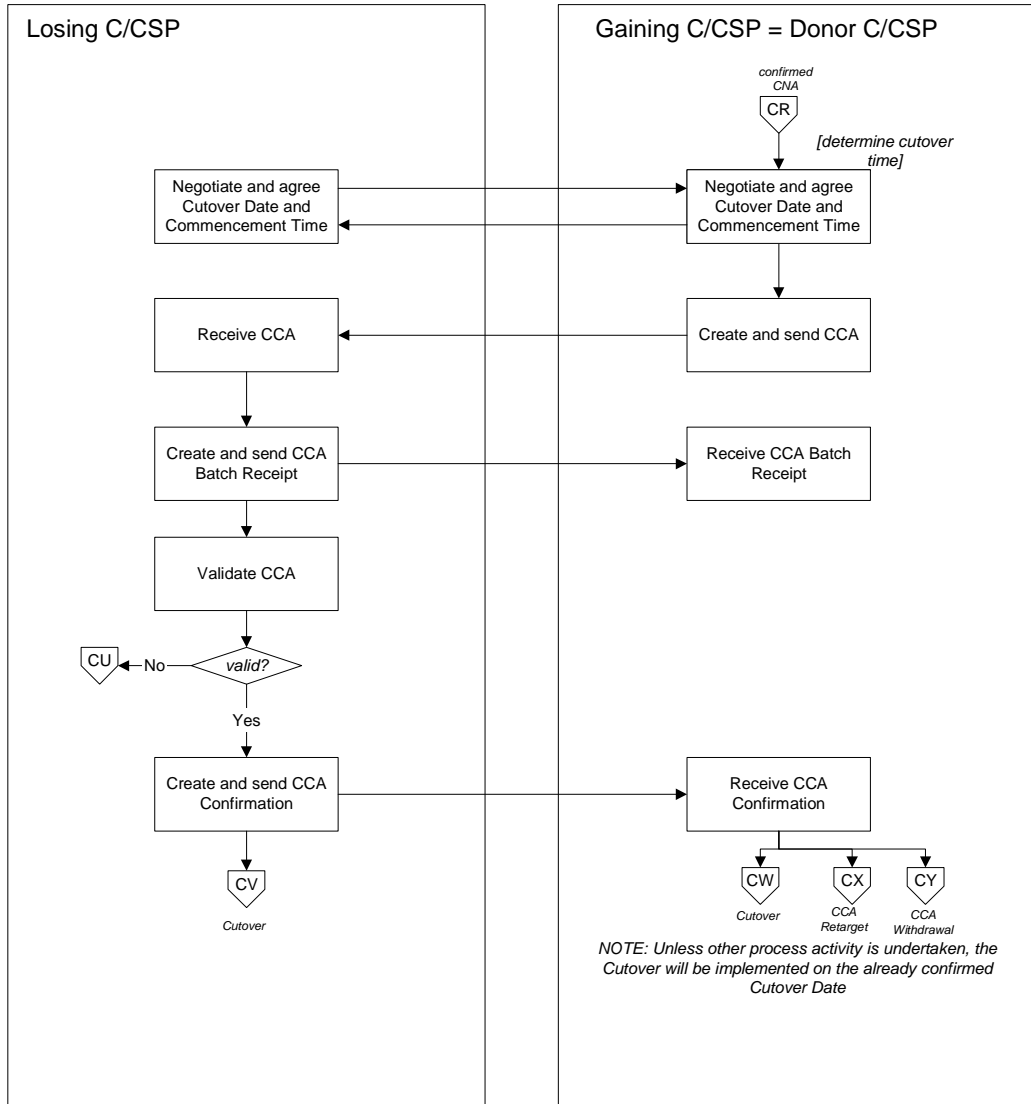 Losing C/CSP
Gaining C/CSP = Donor C/CSP
confirmed
CNA
CR
[determine cutover
time]
Negotiate and agree
Cutover Date and
Commencement Time
Negotiate and agree
Cutover Date and
Commencement Time
Receive CCA
Create and send CCA
Create and send CCA
Batch Receipt
Receive CCA Batch
Receipt
Validate CCA
CU
No
valid?
Yes
Create and send CCA
Confirmation
Receive CCA
Confirmation
CV
Cutover
CW
Cutover
CX
CCA
Retarget
CY
CCA
Withdrawal
NOTE: Unless other process activity is undertaken, the
Cutover will be implemented on the already confirmed
Cutover Date